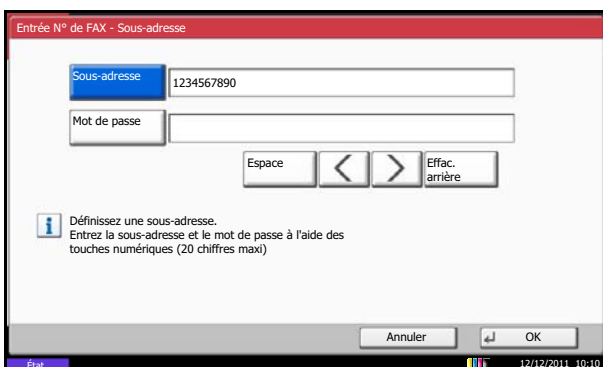 Entrée N° de FAX - Sous-adresse
Sous-adresse 1234567890
Mot de passe
Espace < > Effac. arrière
Définissez une sous-adresse.
Entrez la sous-adresse et le mot de passe à l'aide des
touches numériques (20 chiffres maxi)
Annuler OK
État 12/12/2011 10:10